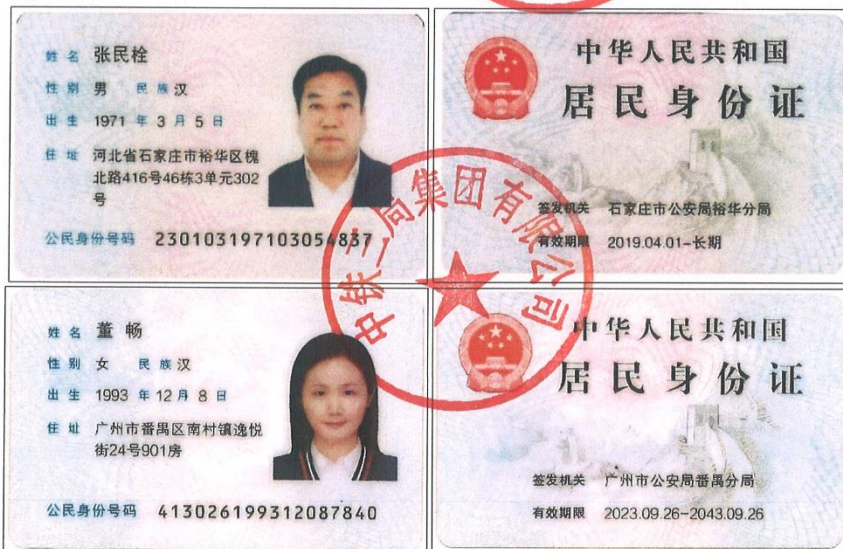 姓名 张民栓
性别 男 民族 汉
出生 1971 年 3 月 5 日
住址 河北省石家庄市裕华区槐
北路416号46栋3单元302
号
公民身份号码 230103197103054837
中华人民共和国
居民身份证
签发机关 石家庄市公安局裕华分局
有效期限 2019.04.01-长期
中铁三局集团有限公司
姓名 董畅
性别 女 民族 汉
出生 1993 年 12 月 8 日
住址 广州市番禺区南村镇逸悦
街24号901房
公民身份号码 413026199312087840
中华人民共和国
居民身份证
签发机关 广州市公安局番禺分局
有效期限 2023.09.26-2043.09.26